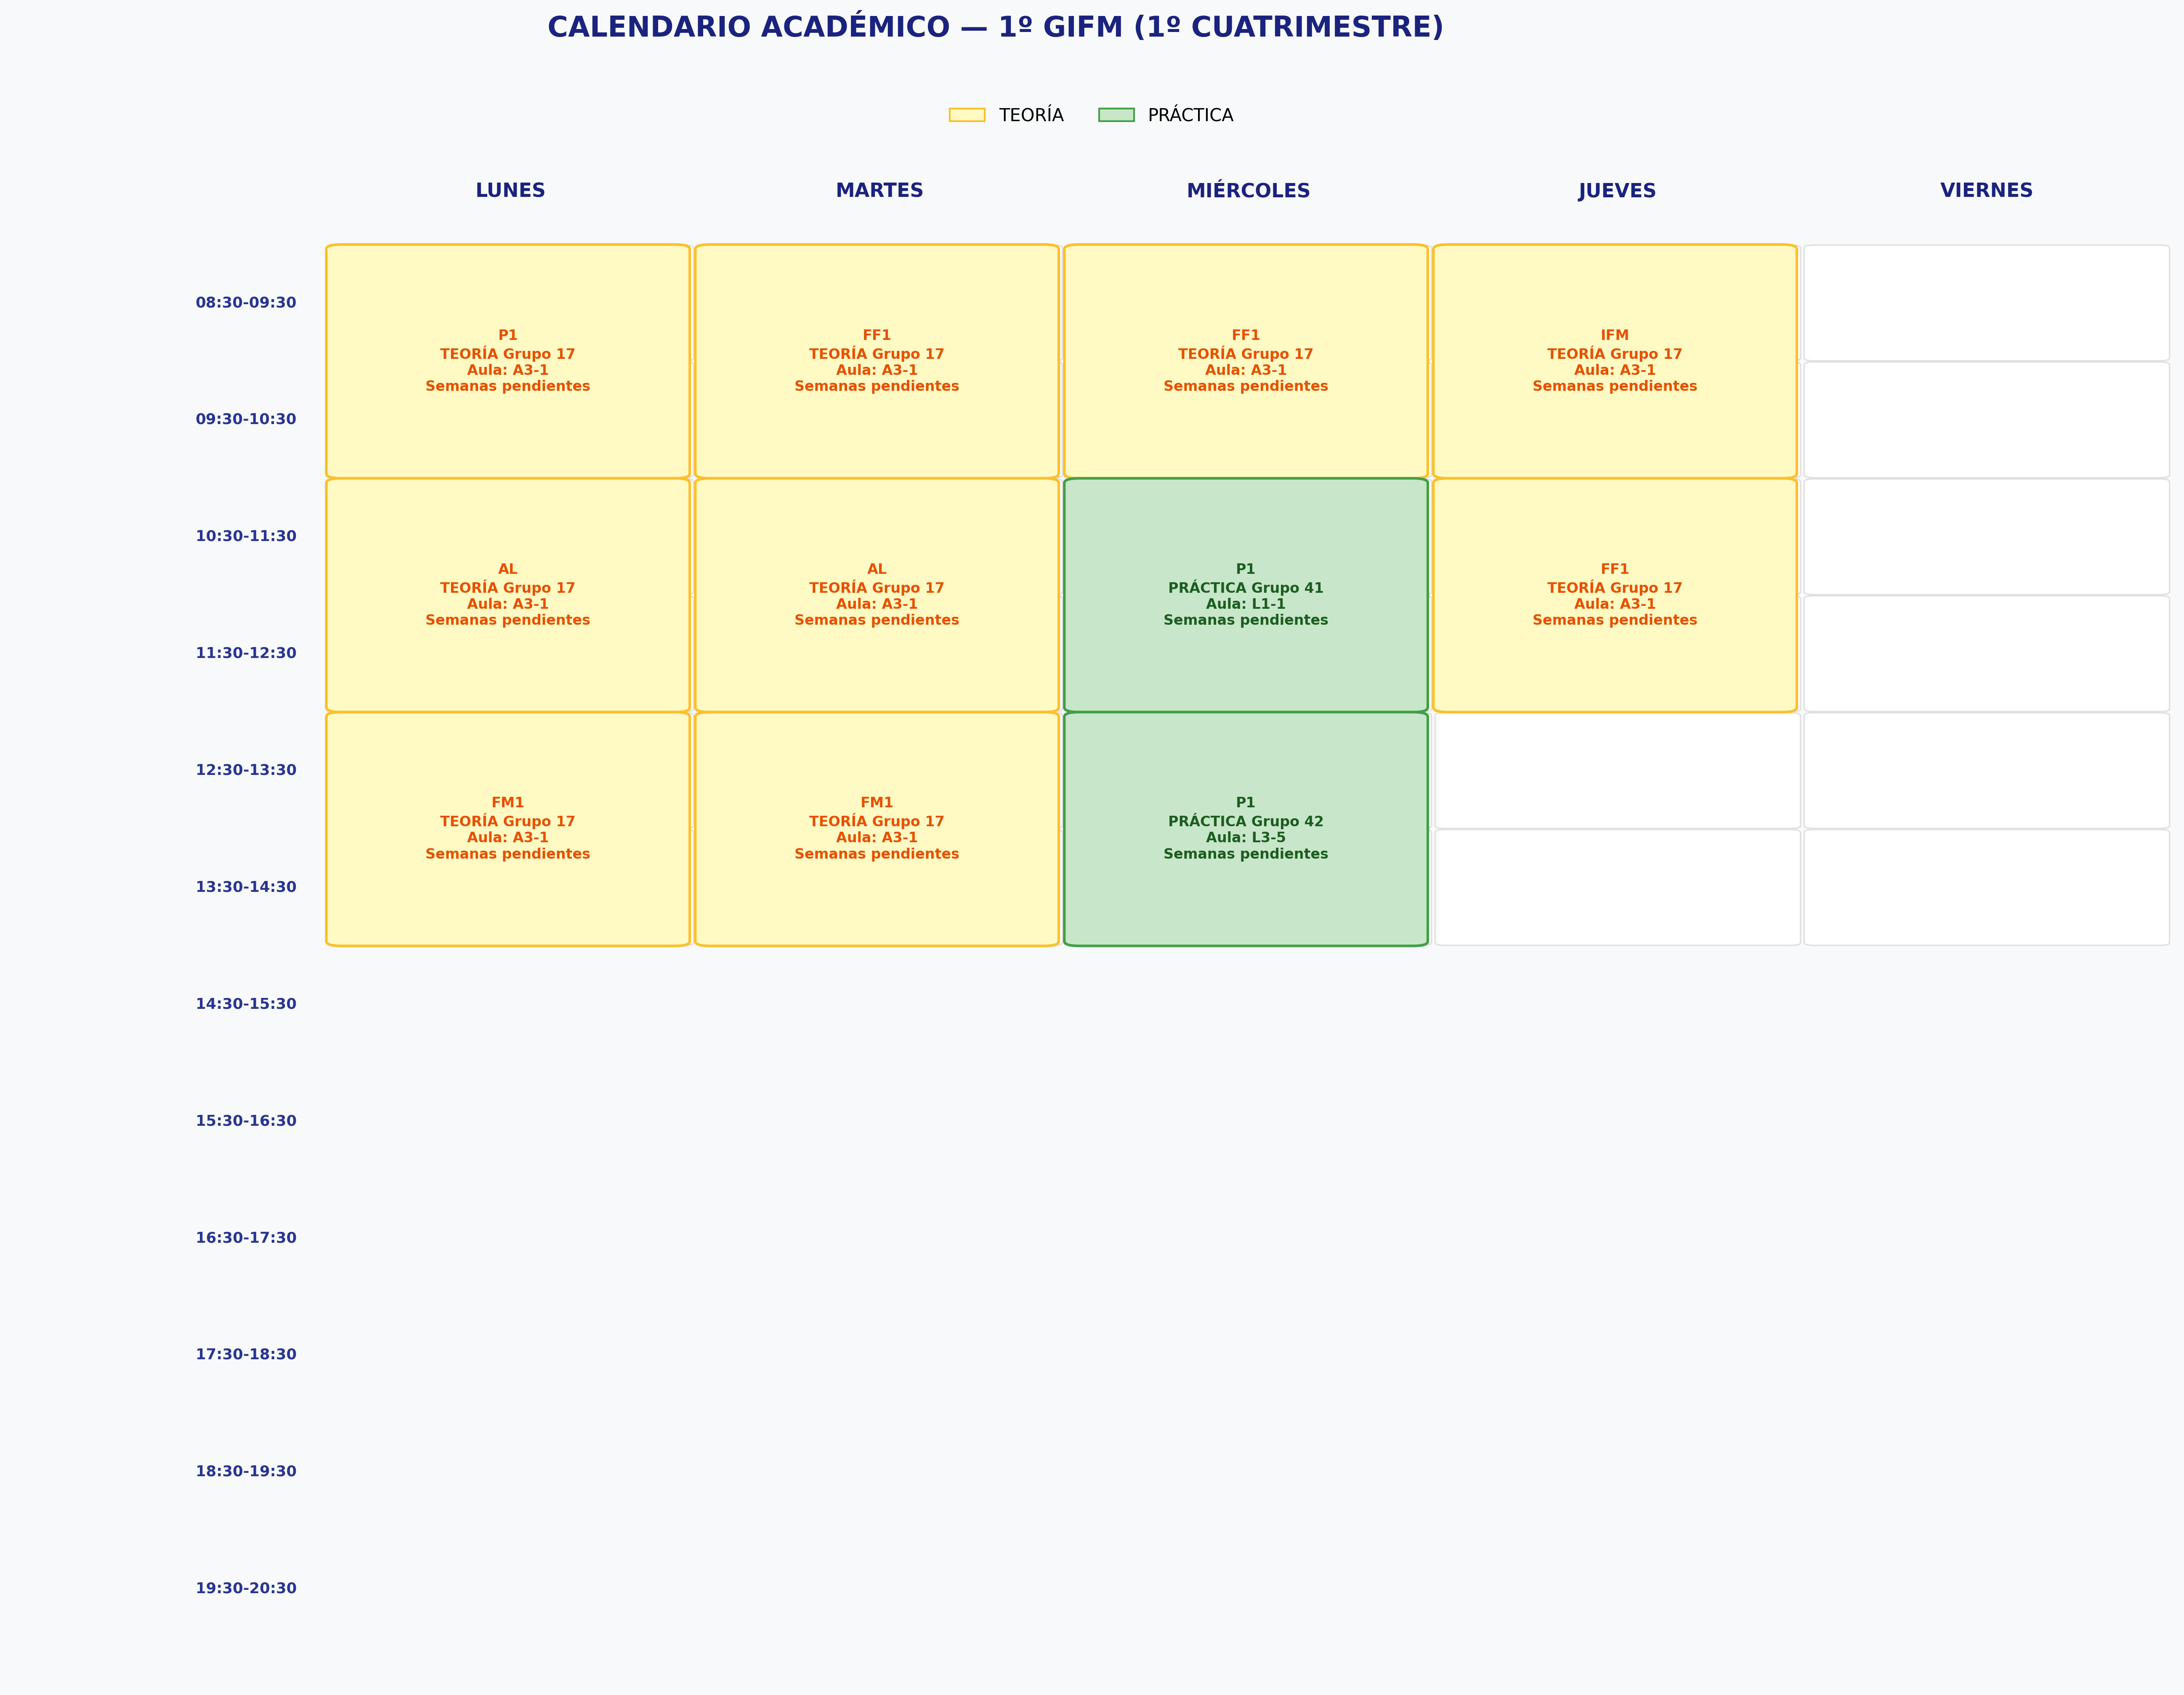 CALENDARIO ACADÉMICO — 1º GIFM (1º CUATRIMESTRE)
TEORÍA
PRÁCTICA
LUNES
MARTES
MIÉRCOLES
JUEVES
VIERNES
08:30-09:30
09:30-10:30
P1
TEORÍA Grupo 17
Aula: A3-1
Semanas pendientes
FF1
TEORÍA Grupo 17
Aula: A3-1
Semanas pendientes
FF1
TEORÍA Grupo 17
Aula: A3-1
Semanas pendientes
IFM
TEORÍA Grupo 17
Aula: A3-1
Semanas pendientes
10:30-11:30
11:30-12:30
AL
TEORÍA Grupo 17
Aula: A3-1
Semanas pendientes
AL
TEORÍA Grupo 17
Aula: A3-1
Semanas pendientes
P1
PRÁCTICA Grupo 41
Aula: L1-1
Semanas pendientes
FF1
TEORÍA Grupo 17
Aula: A3-1
Semanas pendientes
12:30-13:30
13:30-14:30
FM1
TEORÍA Grupo 17
Aula: A3-1
Semanas pendientes
FM1
TEORÍA Grupo 17
Aula: A3-1
Semanas pendientes
P1
PRÁCTICA Grupo 42
Aula: L3-5
Semanas pendientes
14:30-15:30
15:30-16:30
16:30-17:30
17:30-18:30
18:30-19:30
19:30-20:30